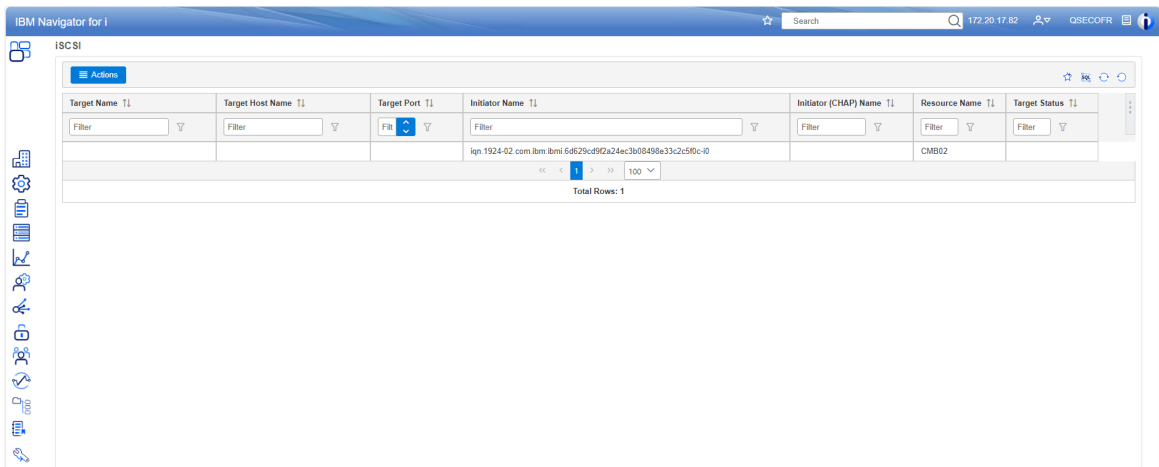 IBM Navigator for i
Search
172.20.17.82
QSECOFR
iSCSI
Actions
SQL
Target Name
Target Host Name
Target Port
Initiator Name
Initiator (CHAP) Name
Resource Name
Target Status
Filter
Filter
Filt
Filter
Filter
Filter
Filter
iqn.1924-02.com.ibm:ibmi.6d629cd9f2a24ec3b08498e33c2c5f0c-i0
CMB02
<< < 1 > >> 100
Total Rows: 1